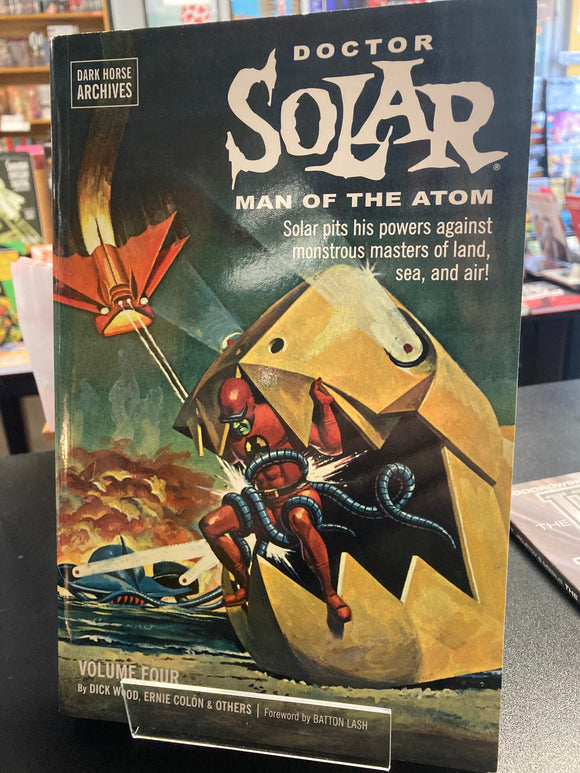 DARK HORSE
ARCHIVES
DOCTOR
SOLAR®
MAN OF THE ATOM
Solar pits his powers against
monstrous masters of land,
sea, and air!
VOLUME FOUR
By DICK WOOD, ERNIE COLÓN & OTHERS | Foreword by BATTON LASH